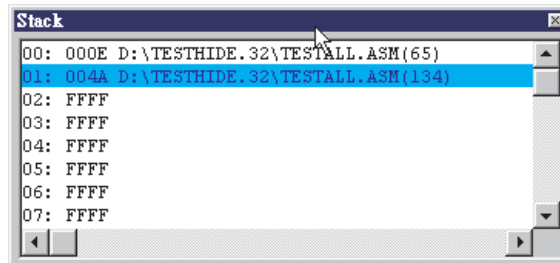 Stack
00: 000E D:\TESTHIDE.32\TESTALL.ASM(65)
01: 004A D:\TESTHIDE.32\TESTALL.ASM(134)
02: FFFF
03: FFFF
04: FFFF
05: FFFF
06: FFFF
07: FFFF